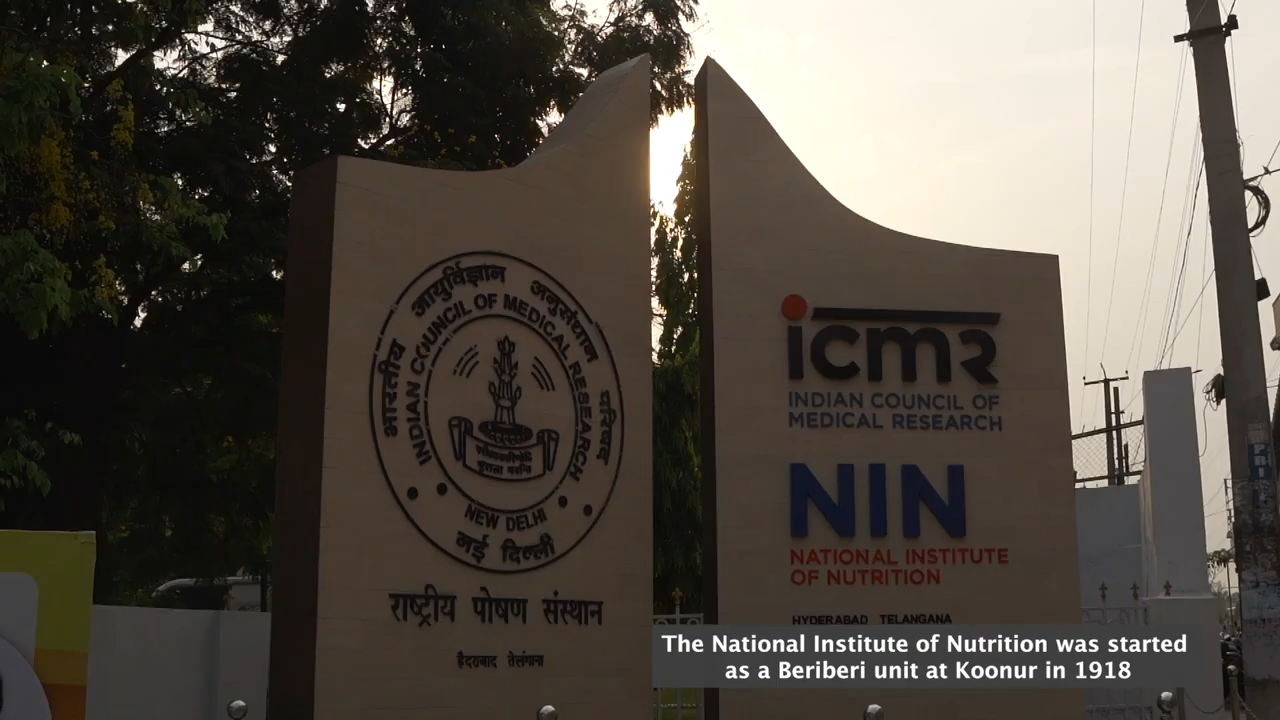 भारतीय आयुर्विज्ञान अनुसंधान परिषद
INDIAN COUNCIL OF MEDICAL RESEARCH
NEW DELHI
नई दिल्ली
राष्ट्रीय पोषण संस्थान
हैदराबाद तेलंगाना
icmr
INDIAN COUNCIL OF
MEDICAL RESEARCH
NIN
NATIONAL INSTITUTE
OF NUTRITION
HYDERABAD TELANGANA
The National Institute of Nutrition was started
as a Beriberi unit at Koonur in 1918